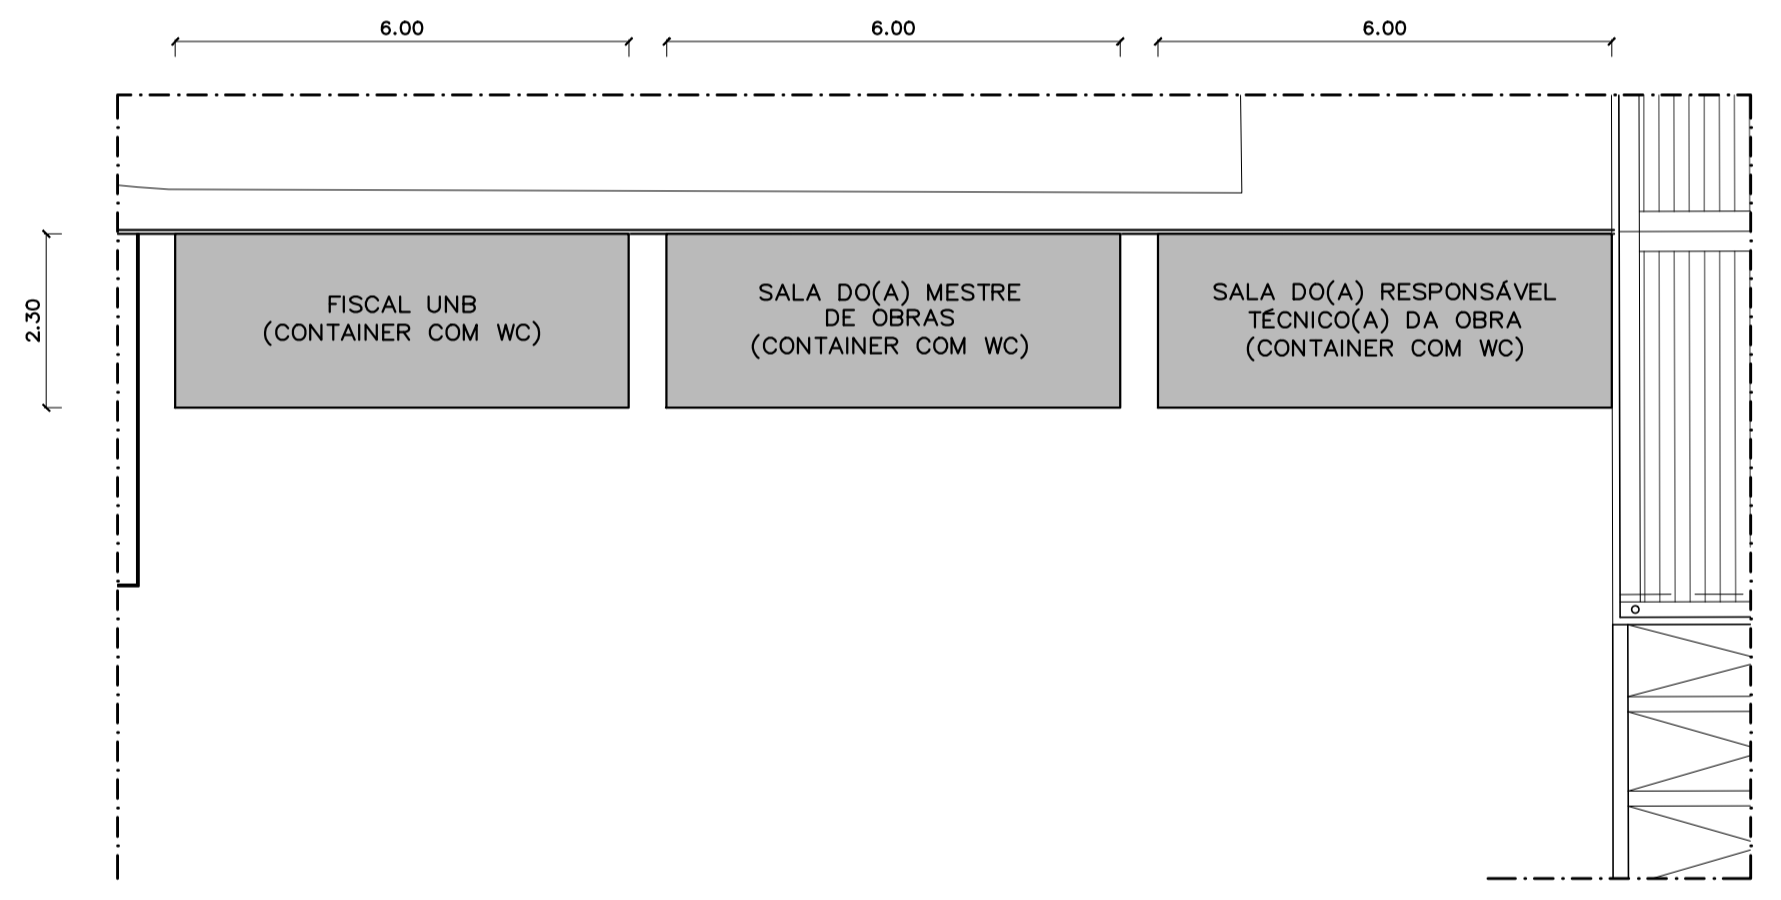 6.00
6.00
6.00
2.30
FISCAL UNB
(CONTAINER COM WC)
SALA DO(A) MESTRE
DE OBRAS
(CONTAINER COM WC)
SALA DO(A) RESPONSÁVEL
TÉCNICO(A) DA OBRA
(CONTAINER COM WC)